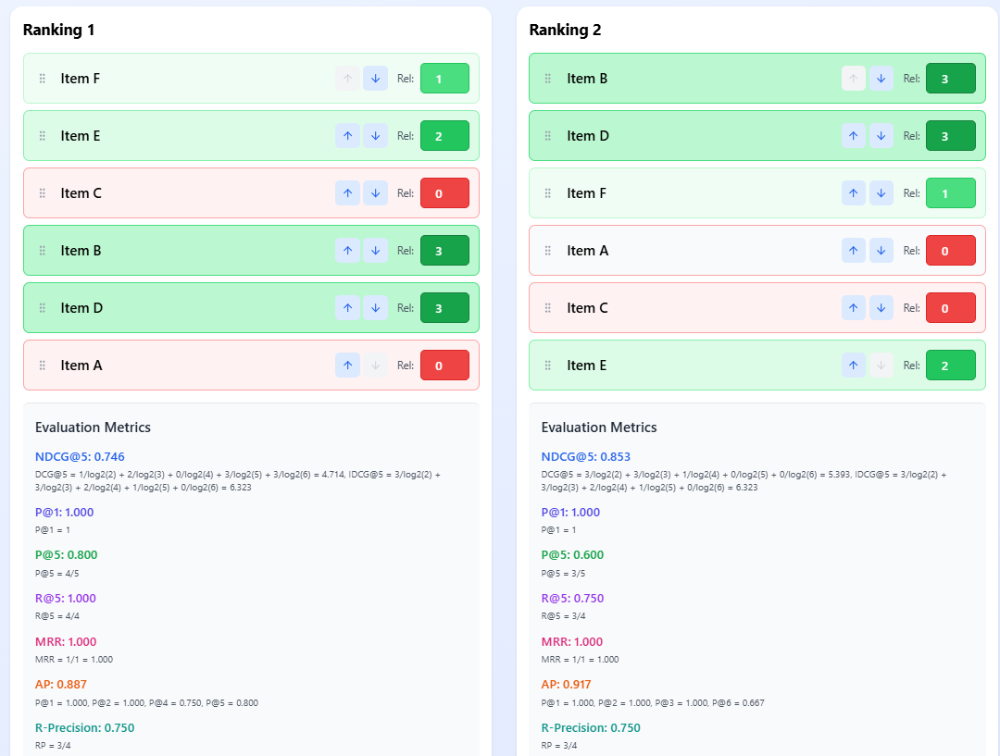 Ranking 1
Item F ↑ ↓ Rel: 1
Item E ↑ ↓ Rel: 2
Item C ↑ ↓ Rel: 0
Item B ↑ ↓ Rel: 3
Item D ↑ ↓ Rel: 3
Item A ↑ ↓ Rel: 0
Evaluation Metrics
NDCG@5: 0.746
DCG@5 = 1/log2(2) + 2/log2(3) + 0/log2(4) + 3/log2(5) + 3/log2(6) = 4.714, IDCG@5 = 3/log2(2) +
3/log2(3) + 2/log2(4) + 1/log2(5) + 0/log2(6) = 6.323
P@1: 1.000
P@1 = 1
P@5: 0.800
P@5 = 4/5
R@5: 1.000
R@5 = 4/4
MRR: 1.000
MRR = 1/1 = 1.000
AP: 0.887
P@1 = 1.000, P@2 = 1.000, P@4 = 0.750, P@5 = 0.800
R-Precision: 0.750
RP = 3/4
Ranking 2
Item B ↑ ↓ Rel: 3
Item D ↑ ↓ Rel: 3
Item F ↑ ↓ Rel: 1
Item A ↑ ↓ Rel: 0
Item C ↑ ↓ Rel: 0
Item E ↑ ↓ Rel: 2
Evaluation Metrics
NDCG@5: 0.853
DCG@5 = 3/log2(2) + 3/log2(3) + 1/log2(4) + 0/log2(5) + 0/log2(6) = 5.393, IDCG@5 = 3/log2(2) +
3/log2(3) + 2/log2(4) + 1/log2(5) + 0/log2(6) = 6.323
P@1: 1.000
P@1 = 1
P@5: 0.600
P@5 = 3/5
R@5: 0.750
R@5 = 3/4
MRR: 1.000
MRR = 1/1 = 1.000
AP: 0.917
P@1 = 1.000, P@2 = 1.000, P@3 = 1.000, P@6 = 0.667
R-Precision: 0.750
RP = 3/4